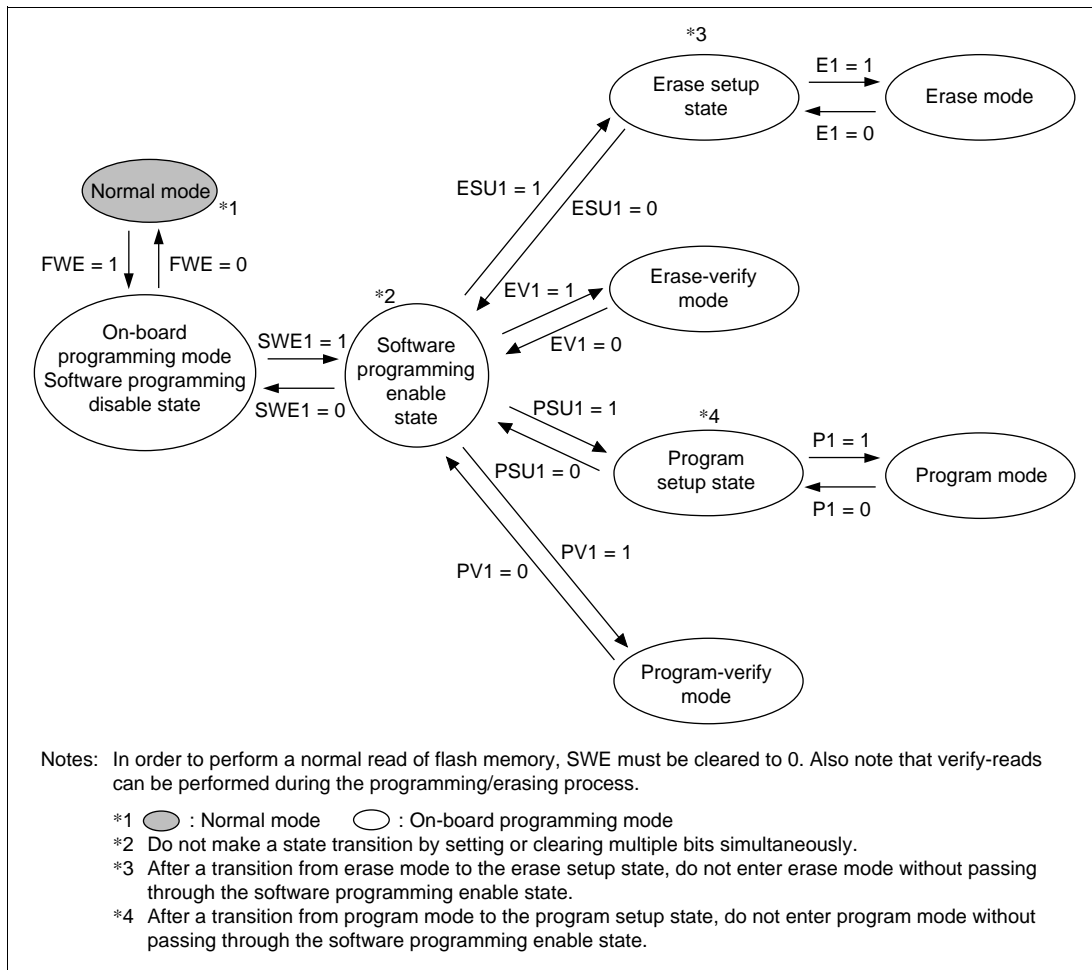 *3
Erase setup
state
E1 = 1
E1 = 0
Erase mode
Normal mode
*1
FWE = 1
FWE = 0
ESU1 = 1
ESU1 = 0
Erase-verify
mode
EV1 = 1
EV1 = 0
*2
On-board
programming mode
Software programming
disable state
SWE1 = 1
SWE1 = 0
Software
programming
enable
state
PSU1 = 1
PSU1 = 0
*4
Program
setup state
P1 = 1
P1 = 0
Program mode
PV1 = 1
PV1 = 0
Program-verify
mode
Notes: In order to perform a normal read of flash memory, SWE must be cleared to 0. Also note that verify-reads
can be performed during the programming/erasing process.
*1 : Normal mode : On-board programming mode
*2 Do not make a state transition by setting or clearing multiple bits simultaneously.
*3 After a transition from erase mode to the erase setup state, do not enter erase mode without passing
through the software programming enable state.
*4 After a transition from program mode to the program setup state, do not enter program mode without
passing through the software programming enable state.